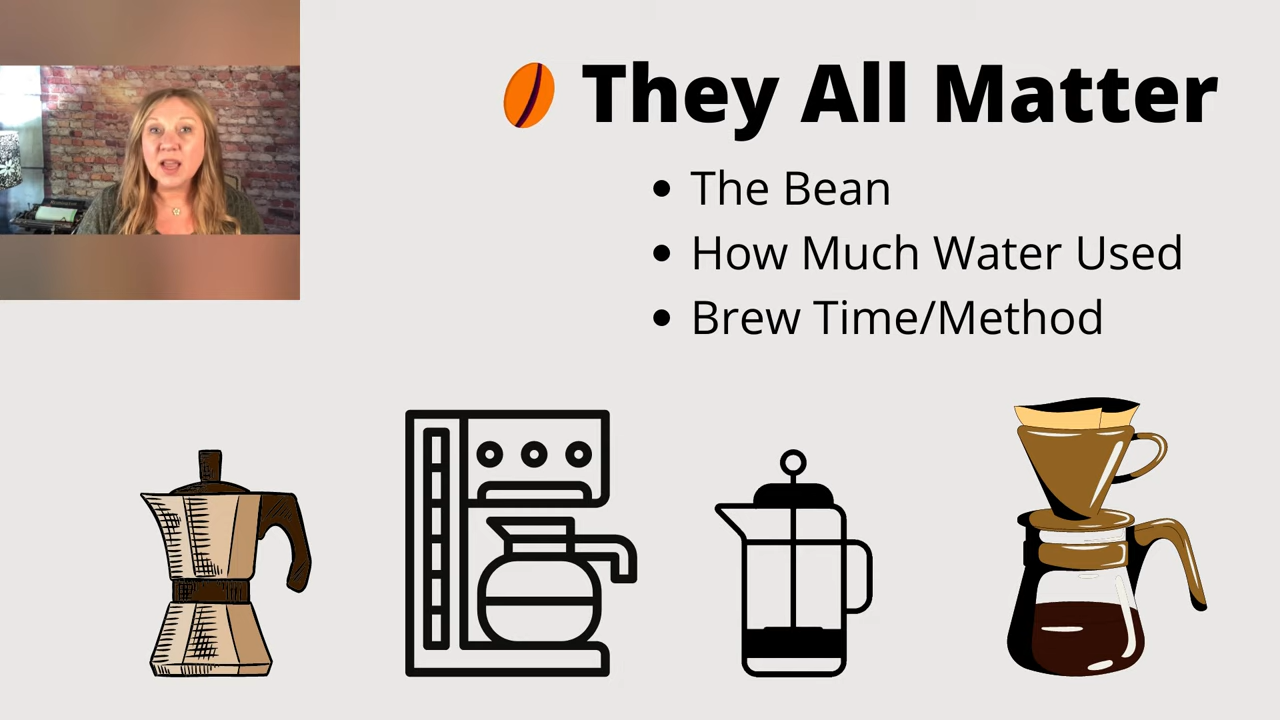 They All Matter
The Bean
How Much Water Used
Brew Time/Method